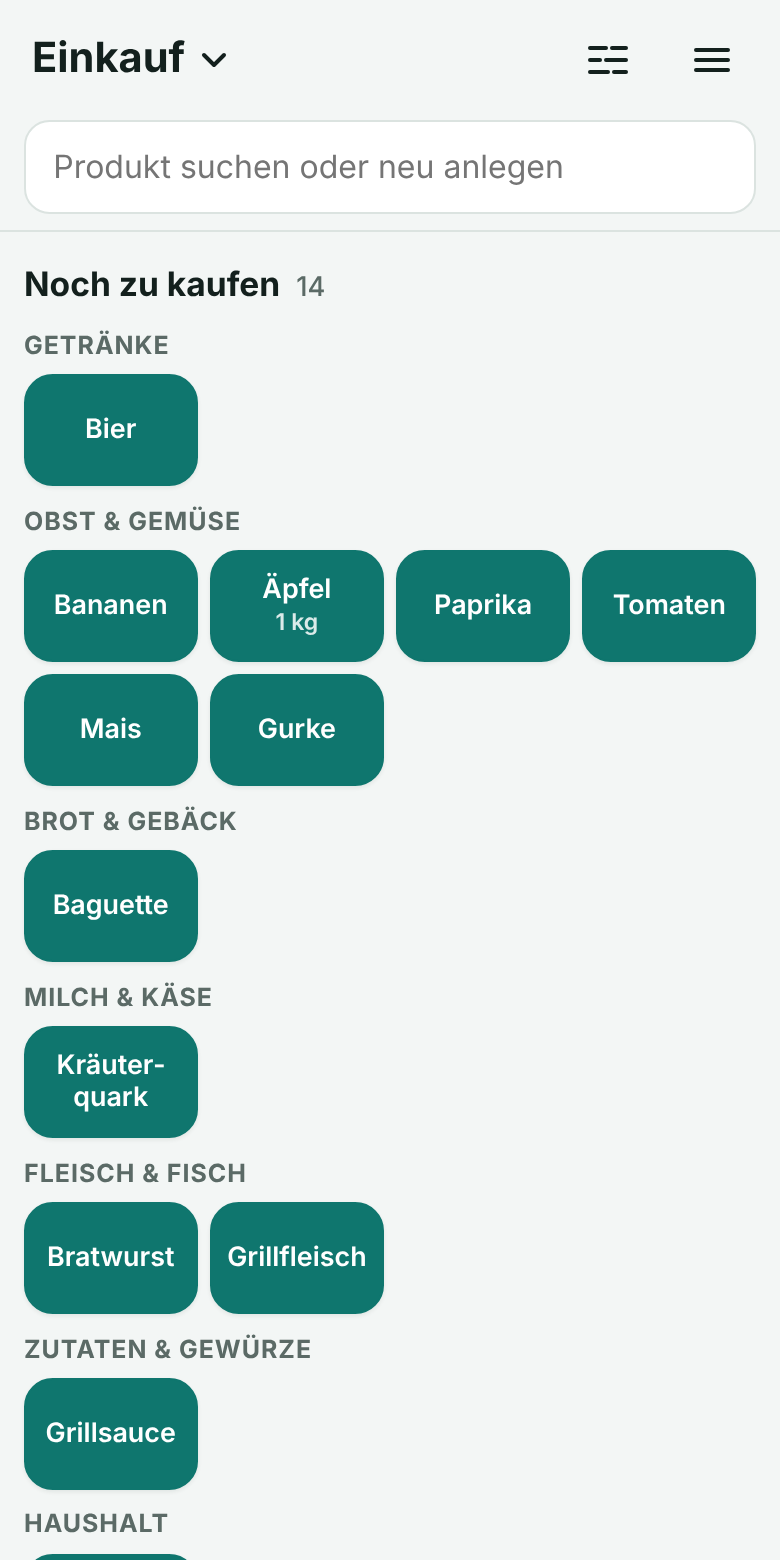 Einkauf
Produkt suchen oder neu anlegen
Noch zu kaufen 14
GETRÄNKE
Bier
OBST & GEMÜSE
Bananen
Äpfel
1 kg
Paprika
Tomaten
Mais
Gurke
BROT & GEBÄCK
Baguette
MILCH & KÄSE
Kräuter-
quark
FLEISCH & FISCH
Bratwurst
Grillfleisch
ZUTATEN & GEWÜRZE
Grillsauce
HAUSHALT